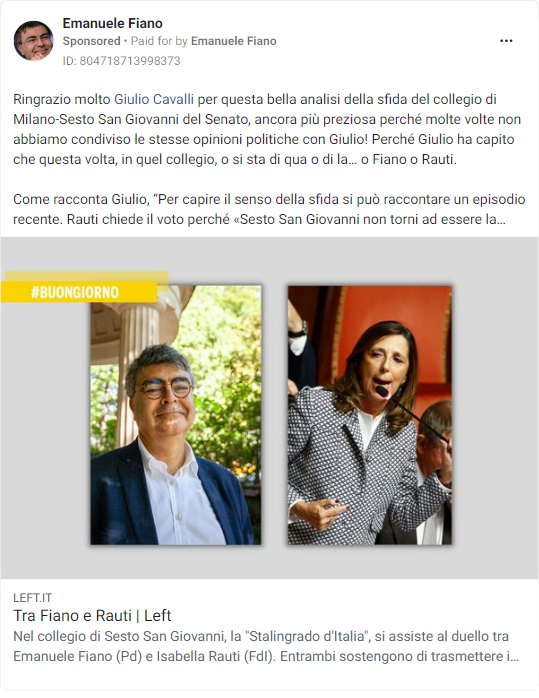 Emanuele Fiano
Sponsored • Paid for by Emanuele Fiano
ID: 804718713998373
Ringrazio molto Giulio Cavalli per questa bella analisi della sfida del collegio di
Milano-Sesto San Giovanni del Senato, ancora più preziosa perché molte volte non
abbiamo condiviso le stesse opinioni politiche con Giulio! Perché Giulio ha capito
che questa volta, in quel collegio, o si sta di qua o di la... o Fiano o Rauti.
Come racconta Giulio, “Per capire il senso della sfida si può raccontare un episodio
recente. Rauti chiede il voto perché «Sesto San Giovanni non torni ad essere la...
#BUONGIORNO
LEFT.IT
Tra Fiano e Rauti | Left
Nel collegio di Sesto San Giovanni, la "Stalingrado d'Italia", si assiste al duello tra
Emanuele Fiano (Pd) e Isabella Rauti (FdI). Entrambi sostengono di trasmettere i...